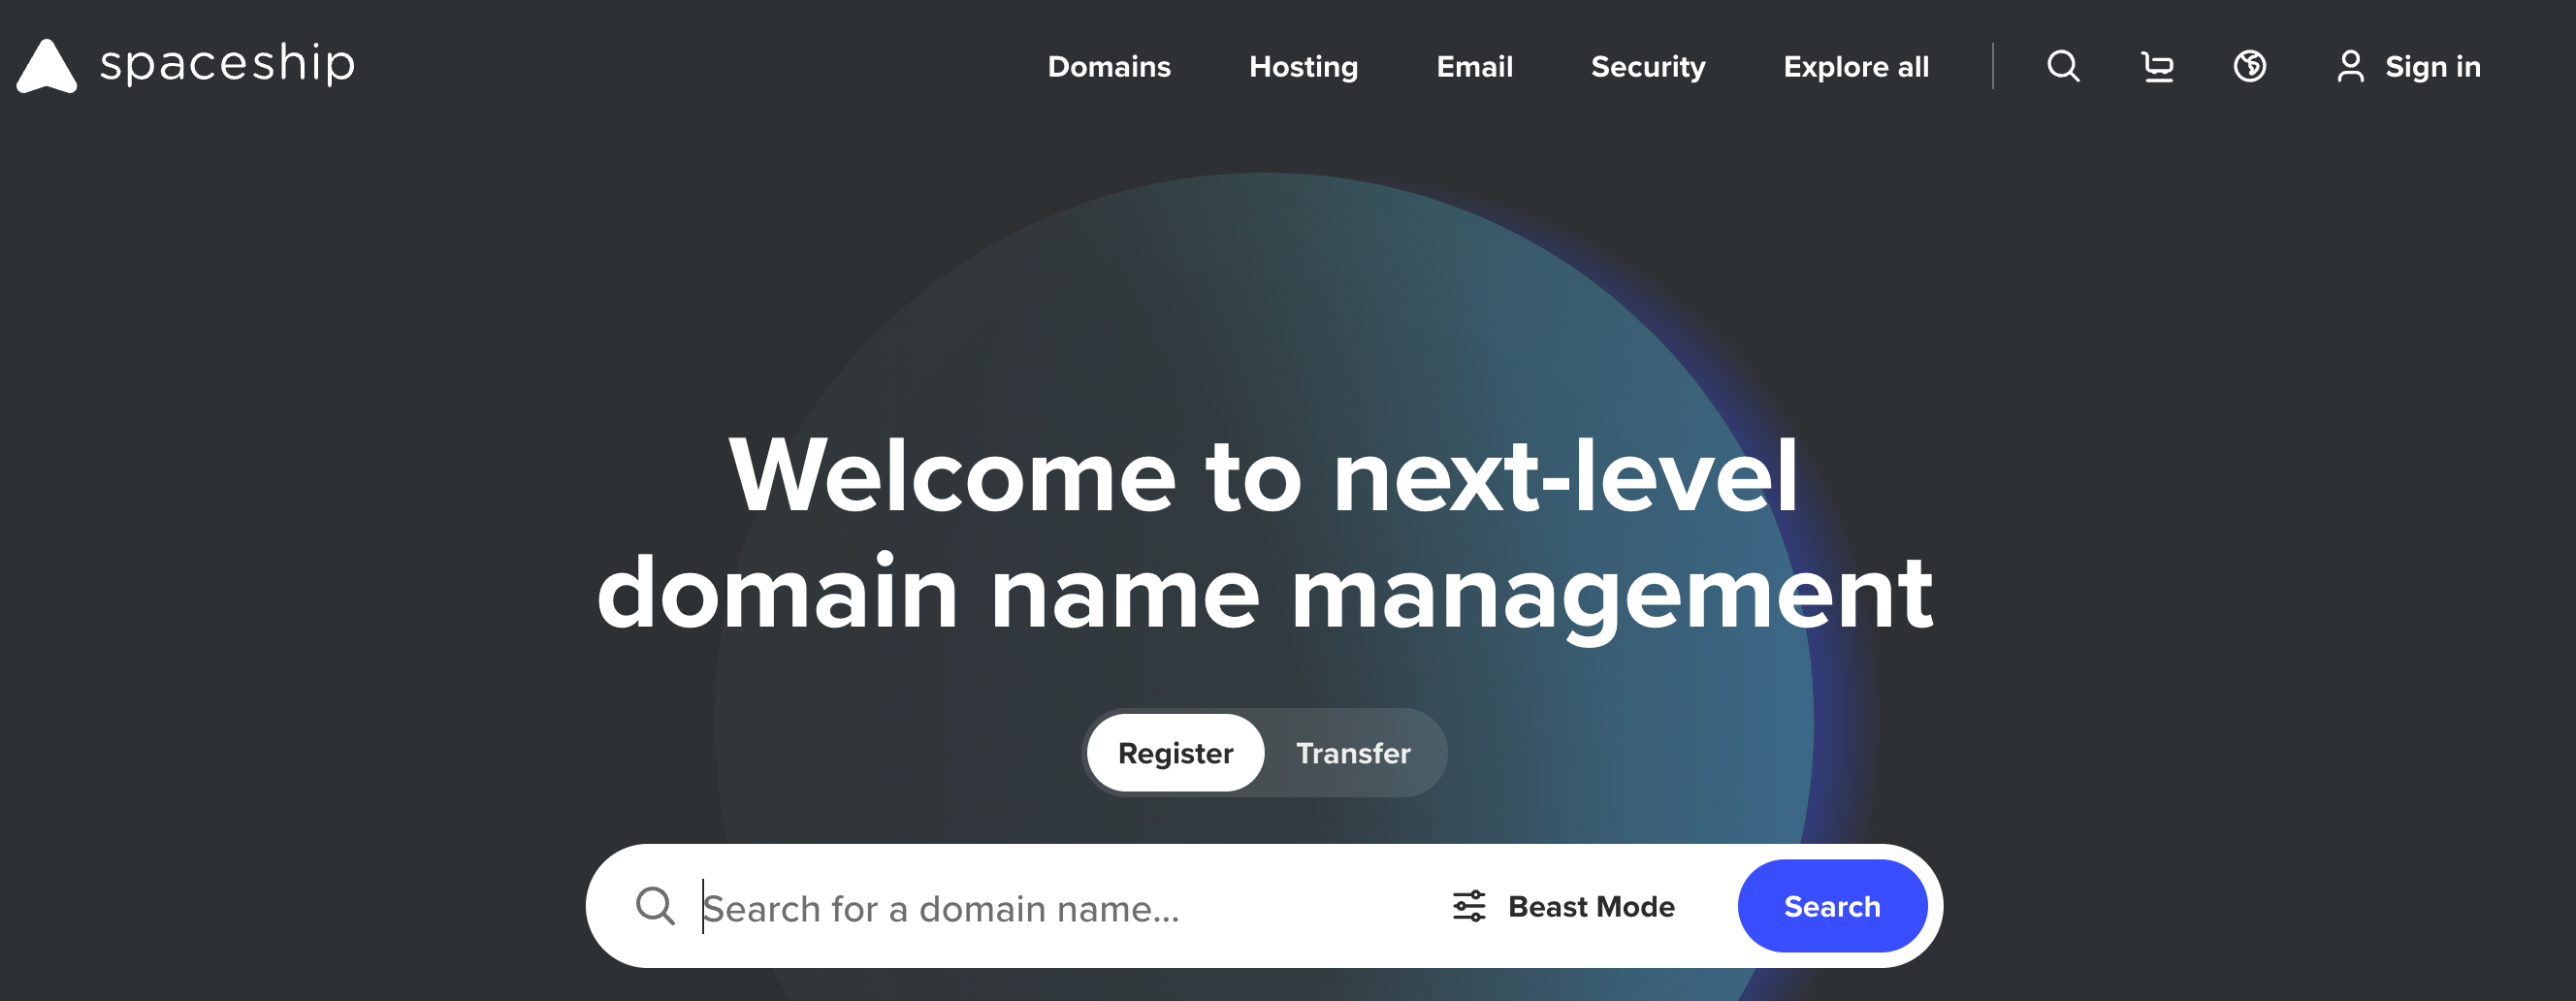 spaceship
Domains Hosting Email Security Explore all Sign in
Welcome to next-level
domain name management
Register Transfer
Search for a domain name... Beast Mode Search